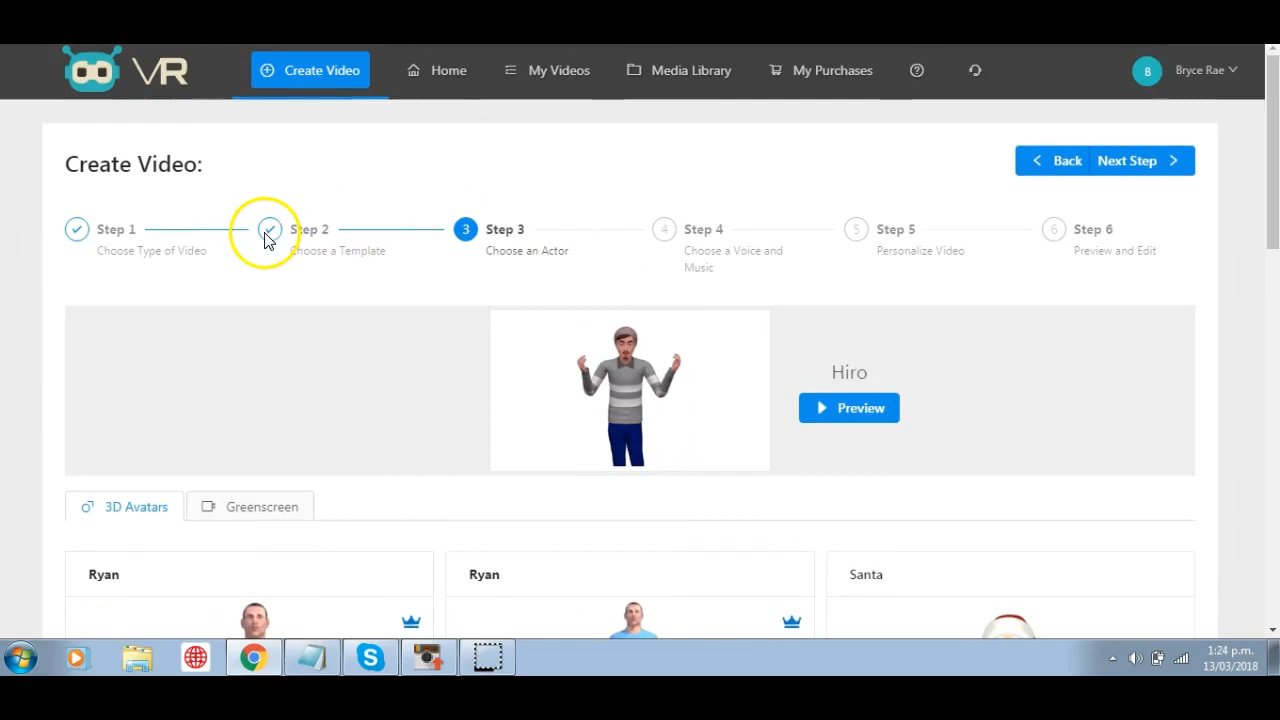 VR
Create Video
Home
My Videos
Media Library
My Purchases
B
Bryce Rae
Create Video:
Back
Next Step
Step 1
Choose Type of Video
Step 2
Choose a Template
3
Step 3
Choose an Actor
4
Step 4
Choose a Voice and
Music
5
Step 5
Personalize Video
6
Step 6
Preview and Edit
Hiro
Preview
3D Avatars
Greenscreen
Ryan
Ryan
Santa
1:24 p.m.
13/03/2018